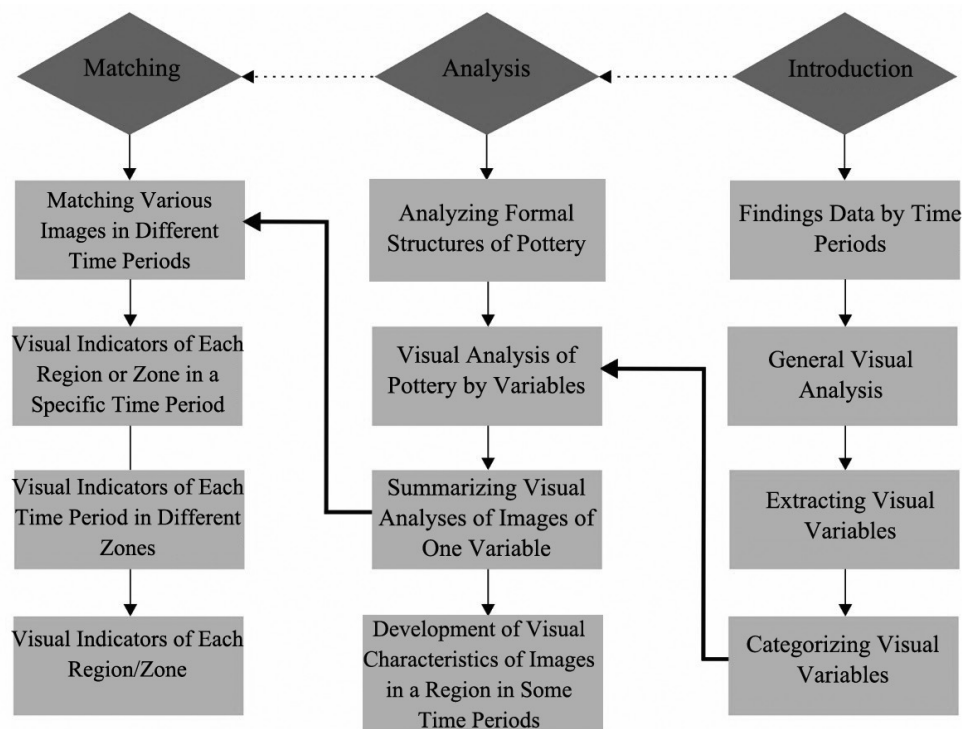 Matching
Analysis
Introduction
Matching Various
Images in Different
Time Periods
Analyzing Formal
Structures of Pottery
Findings Data by Time
Periods
Visual Indicators of Each
Region or Zone in a
Specific Time Period
Visual Analysis of
Pottery by Variables
General Visual
Analysis
Visual Indicators of Each
Time Period in Different
Zones
Summarizing Visual
Analyses of Images of
One Variable
Extracting Visual
Variables
Visual Indicators of Each
Region/Zone
Development of Visual
Characteristics of Images
in a Region in Some
Time Periods
Categorizing Visual
Variables